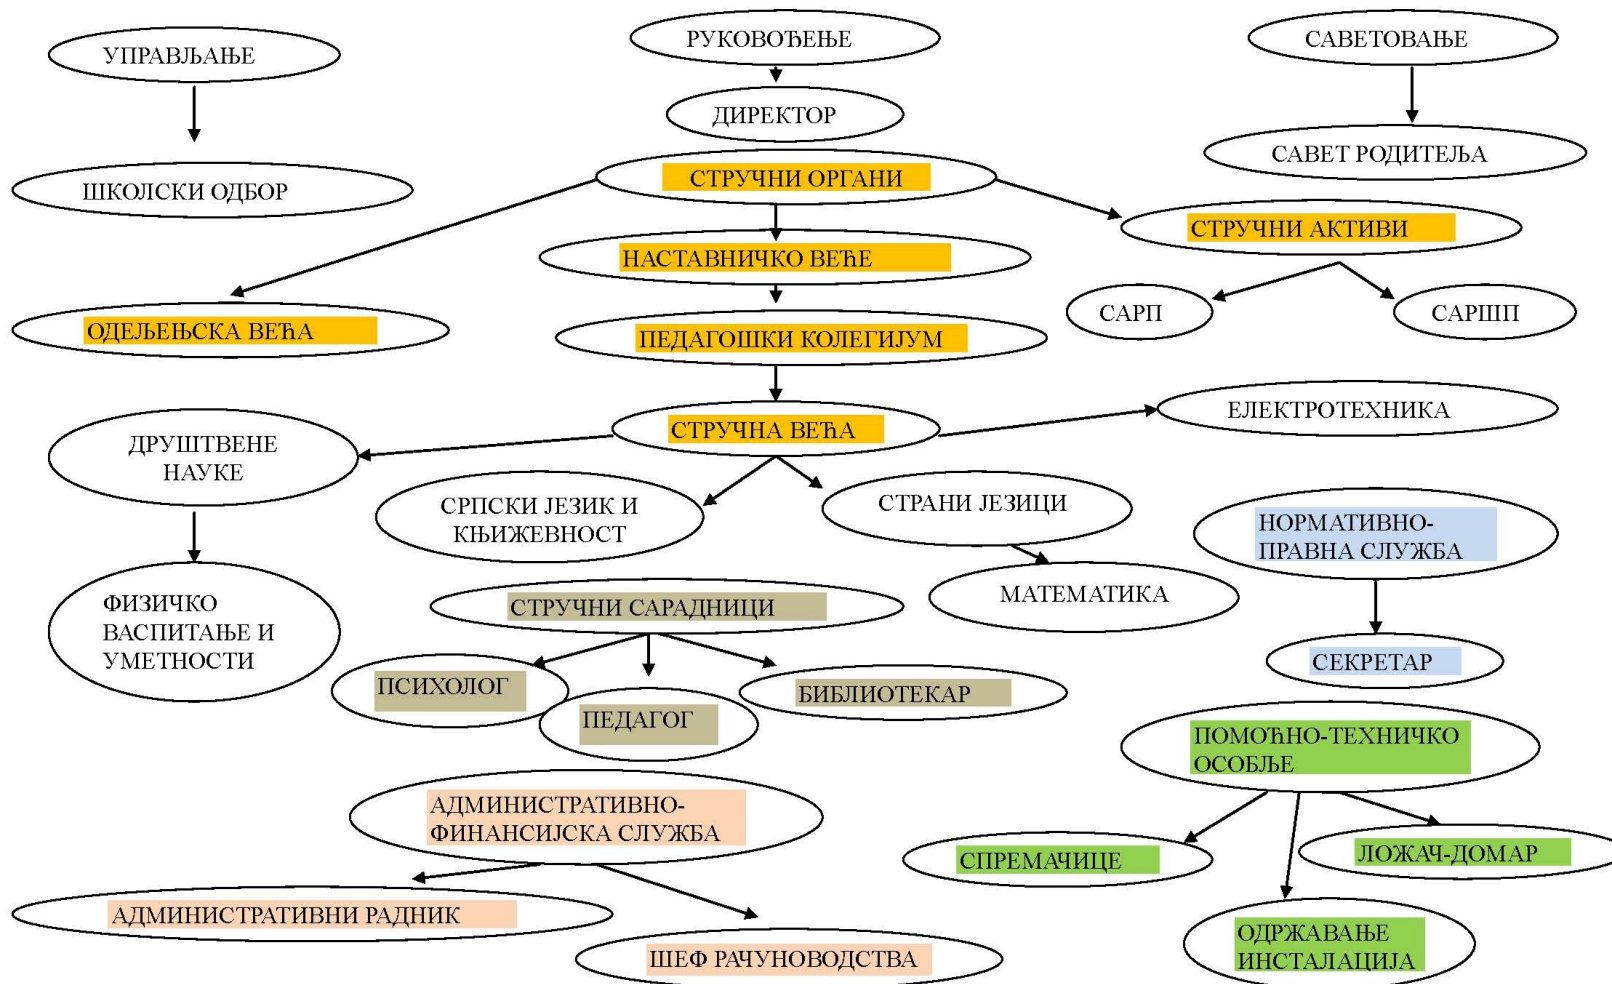 УПРАВЉАЊЕ
РУКОВОЂЕЊЕ
САВЕТОВАЊЕ
ДИРЕКТОР
САВЕТ РОДИТЕЉА
ШКОЛСКИ ОДБОР
СТРУЧНИ ОРГАНИ
СТРУЧНИ АКТИВИ
НАСТАВНИЧКО ВЕЋЕ
САРП
САРШП
ОДЕЉЕЊСКА ВЕЋА
ПЕДАГОШКИ КОЛЕГИЈУМ
ЕЛЕКТРОТЕХНИКА
СТРУЧНА ВЕЋА
ДРУШТВЕНЕ
НАУКЕ
СРПСКИ ЈЕЗИК И
КЊИЖЕВНОСТ
СТРАНИ ЈЕЗИЦИ
НОРМАТИВНО-
ПРАВНА СЛУЖБА
МАТЕМАТИКА
ФИЗИЧКО
ВАСПИТАЊЕ И
УМЕТНОСТИ
СТРУЧНИ САРАДНИЦИ
СЕКРЕТАР
ПСИХОЛОГ
ПЕДАГОГ
БИБЛИОТЕКАР
ПОМОЋНО-ТЕХНИЧКО
ОСОБЉЕ
АДМИНИСТРАТИВНО-
ФИНАНСИЈСКА СЛУЖБА
СПРЕМАЧИЦЕ
ЛОЖАЧ-ДОМАР
АДМИНИСТРАТИВНИ РАДНИК
ШЕФ РАЧУНОВОДСТВА
ОДРЖАВАЊЕ
ИНСТАЛАЦИЈА